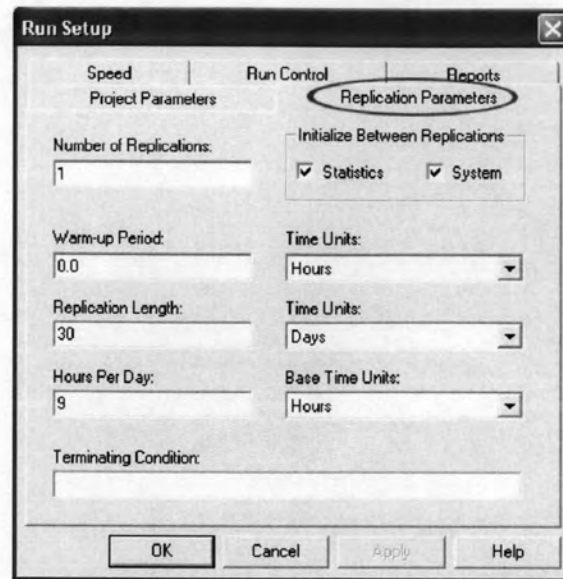 Run Setup
Speed
Run Control
Reports
Project Parameters
Replication Parameters
Number of Replications:
1
Initialize Between Replications
Statistics
System
Warm-up Period:
0.0
Time Units:
Hours
Replication Length:
30
Time Units:
Days
Hours Per Day:
9
Base Time Units:
Hours
Terminating Condition:
OK
Cancel
Apply
Help